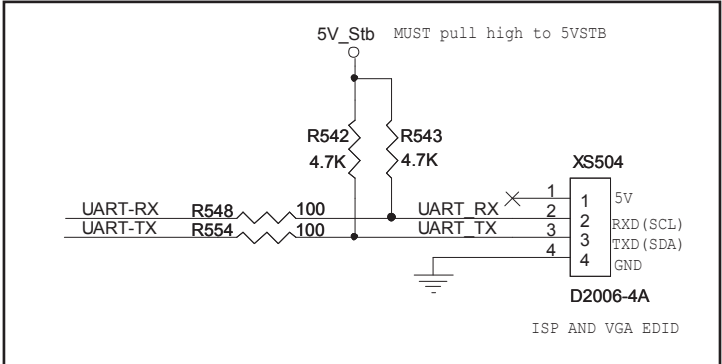 5V_Stb MUST pull high to 5VSTB
R542 R543
4.7K 4.7K
XS504
1 1 5V
UART-RX R548 100 UART_RX 2 2 RXD(SCL)
UART-TX R554 100 UART_TX 3 3 TXD(SDA)
4 4 GND
D2006-4A
ISP AND VGA EDID